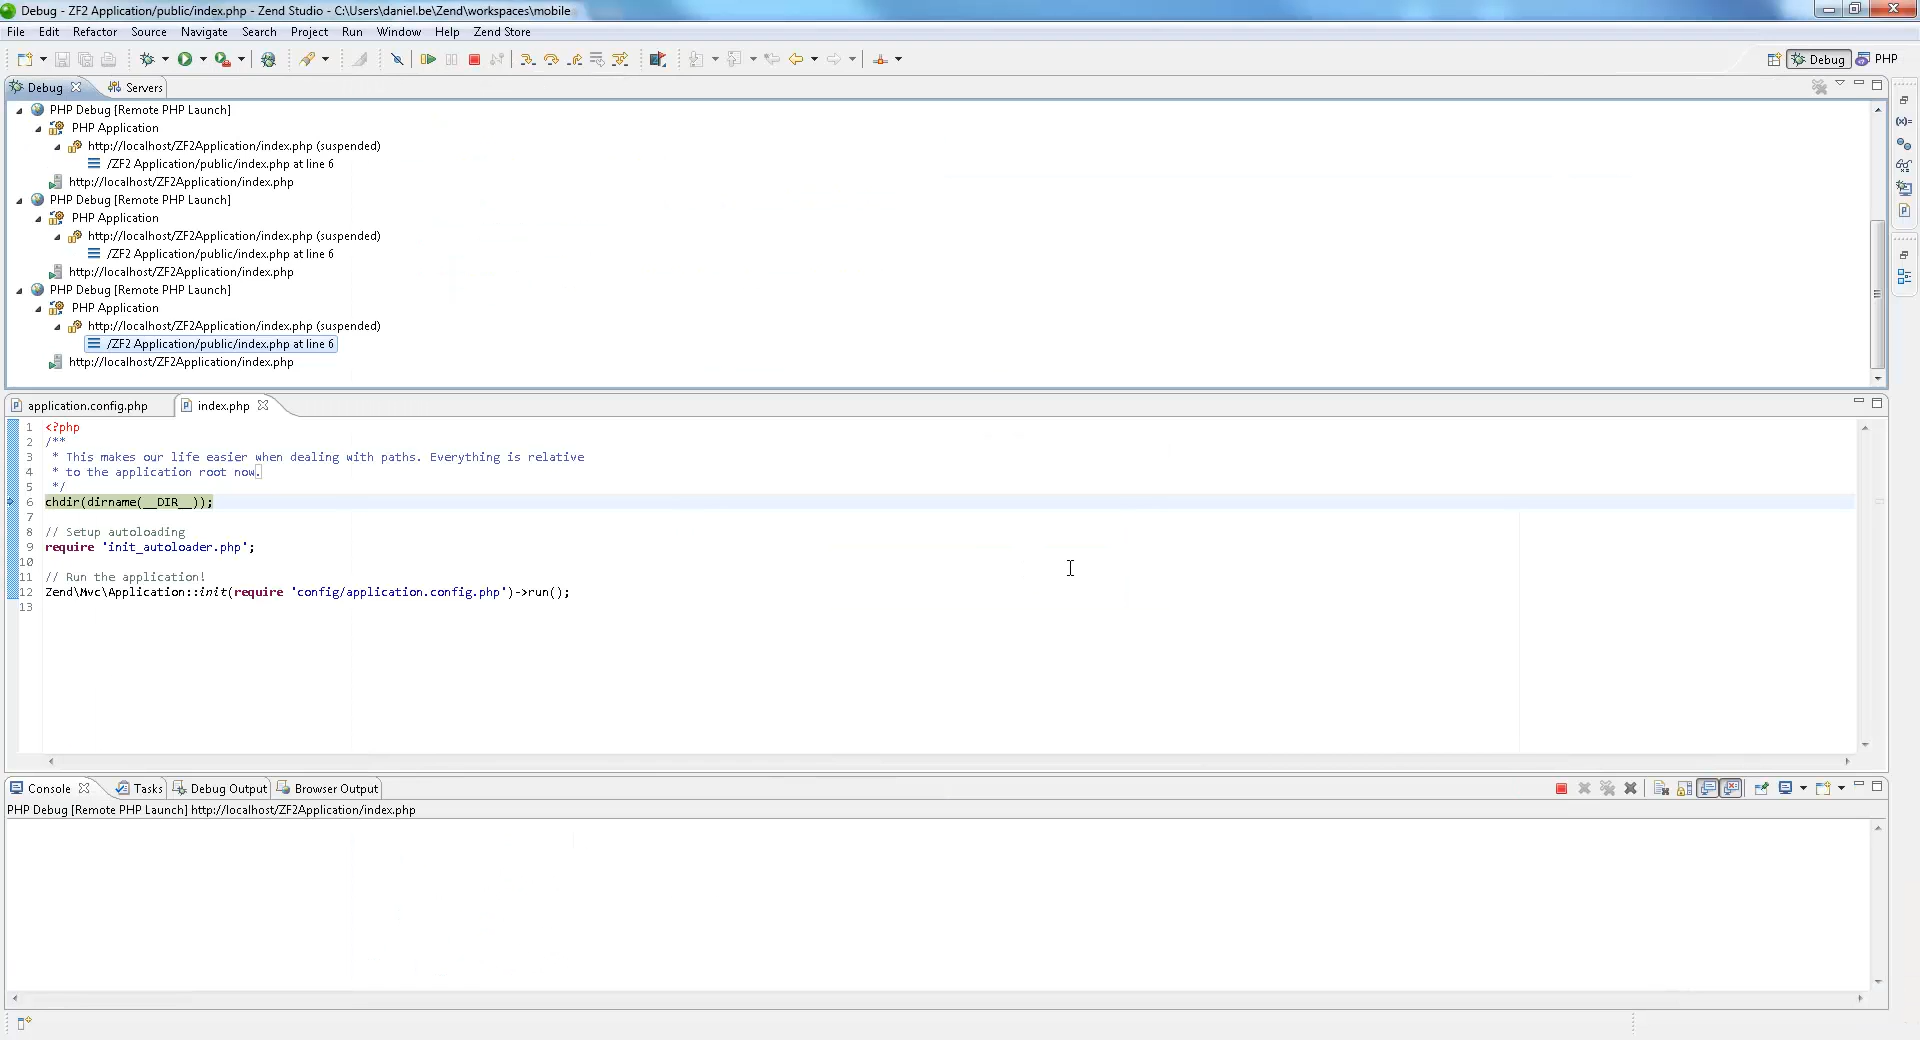 Debug - ZF2 Application/public/index.php - Zend Studio - C:\Users\daniel.be\Zend\workspaces\mobile
File Edit Refactor Source Navigate Search Project Run Window Help Zend Store
Debug PHP
Debug Servers
PHP Debug [Remote PHP Launch]
PHP Application
http://localhost/ZF2Application/index.php (suspended)
/ZF2 Application/public/index.php at line 6
http://localhost/ZF2Application/index.php
PHP Debug [Remote PHP Launch]
PHP Application
http://localhost/ZF2Application/index.php (suspended)
/ZF2 Application/public/index.php at line 6
http://localhost/ZF2Application/index.php
PHP Debug [Remote PHP Launch]
PHP Application
http://localhost/ZF2Application/index.php (suspended)
/ZF2 Application/public/index.php at line 6
http://localhost/ZF2Application/index.php
application.config.php index.php
1 <?php
2 /**
3 * This makes our life easier when dealing with paths. Everything is relative
4 * to the application root now.
5 */
6 chdir(dirname(__DIR__));
7
8 // Setup autoloading
9 require 'init_autoloader.php';
10
11 // Run the application!
12 Zend\Mvc\Application::init(require 'config/application.config.php')->run();
13
Console Tasks Debug Output Browser Output
PHP Debug [Remote PHP Launch] http://localhost/ZF2Application/index.php